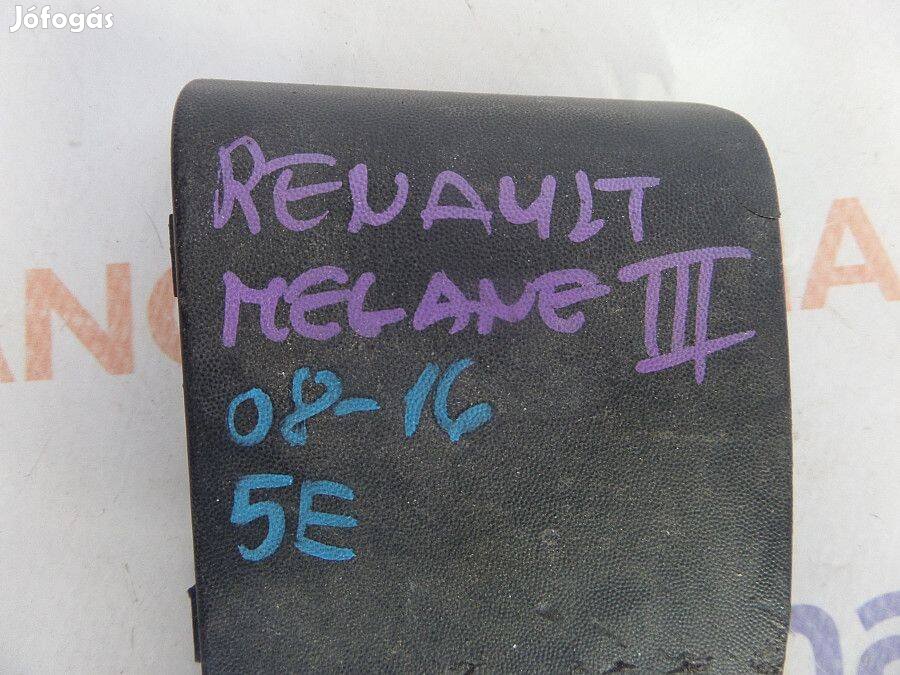 Jófogás
RENAULT
MEGANE III
08-16
5E